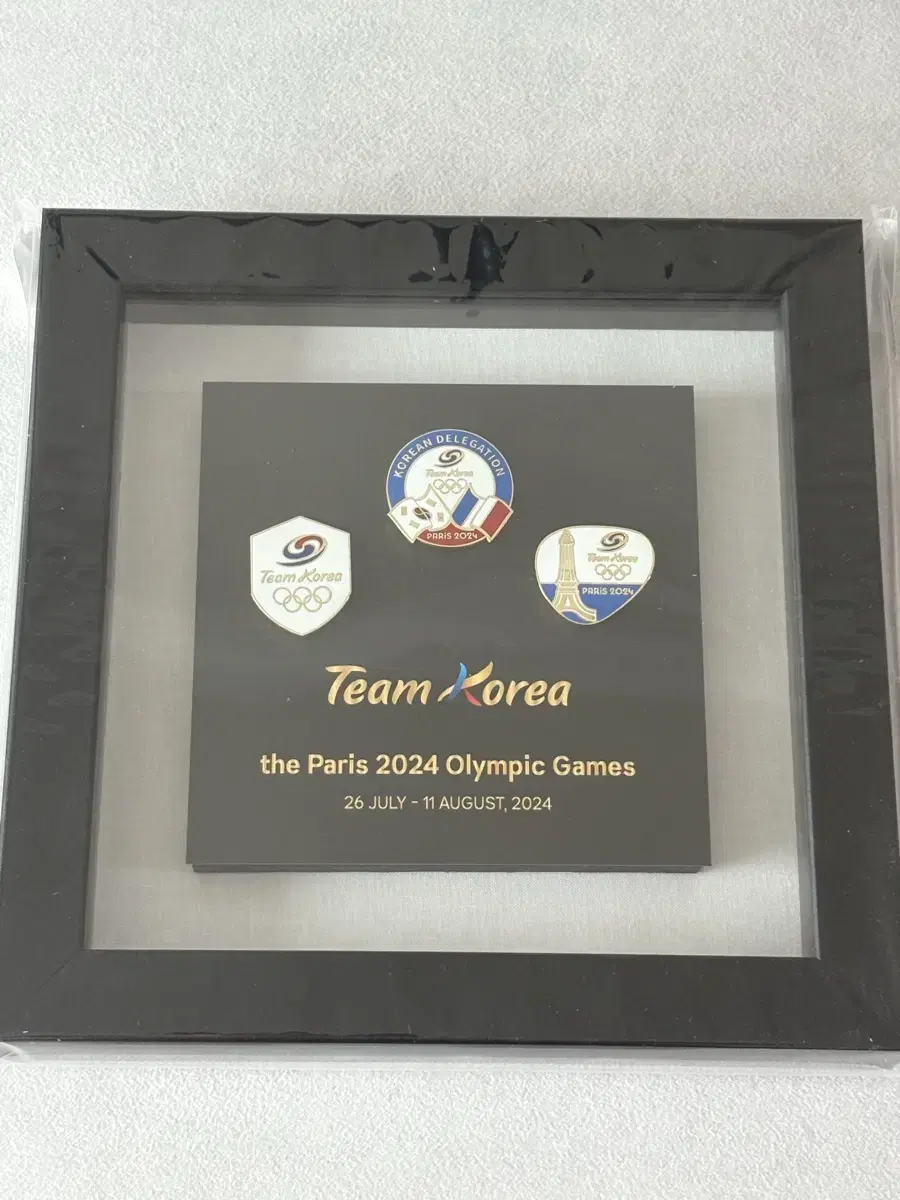 KOREAN DELEGATION
Team Korea
PARIS 2024
Team Korea
Team Korea
PARIS 2024
Team Korea
the Paris 2024 Olympic Games
26 JULY - 11 AUGUST, 2024